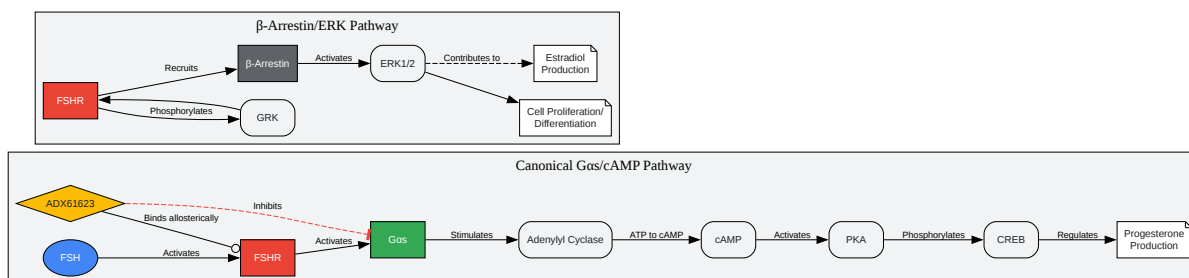 β-Arrestin/ERK Pathway
FSHR
Recruits
Phosphorylates
β-Arrestin
GRK
Activates
ERK1/2
Contributes to
Estradiol
Production
Cell Proliferation/
Differentiation
Canonical Gαs/cAMP Pathway
ADX61623
Inhibits
Binds allosterically
FSH
Activates
FSHR
Activates
Gαs
Stimulates
Adenylyl Cyclase
ATP to cAMP
cAMP
Activates
PKA
Phosphorylates
CREB
Regulates
Progesterone
Production